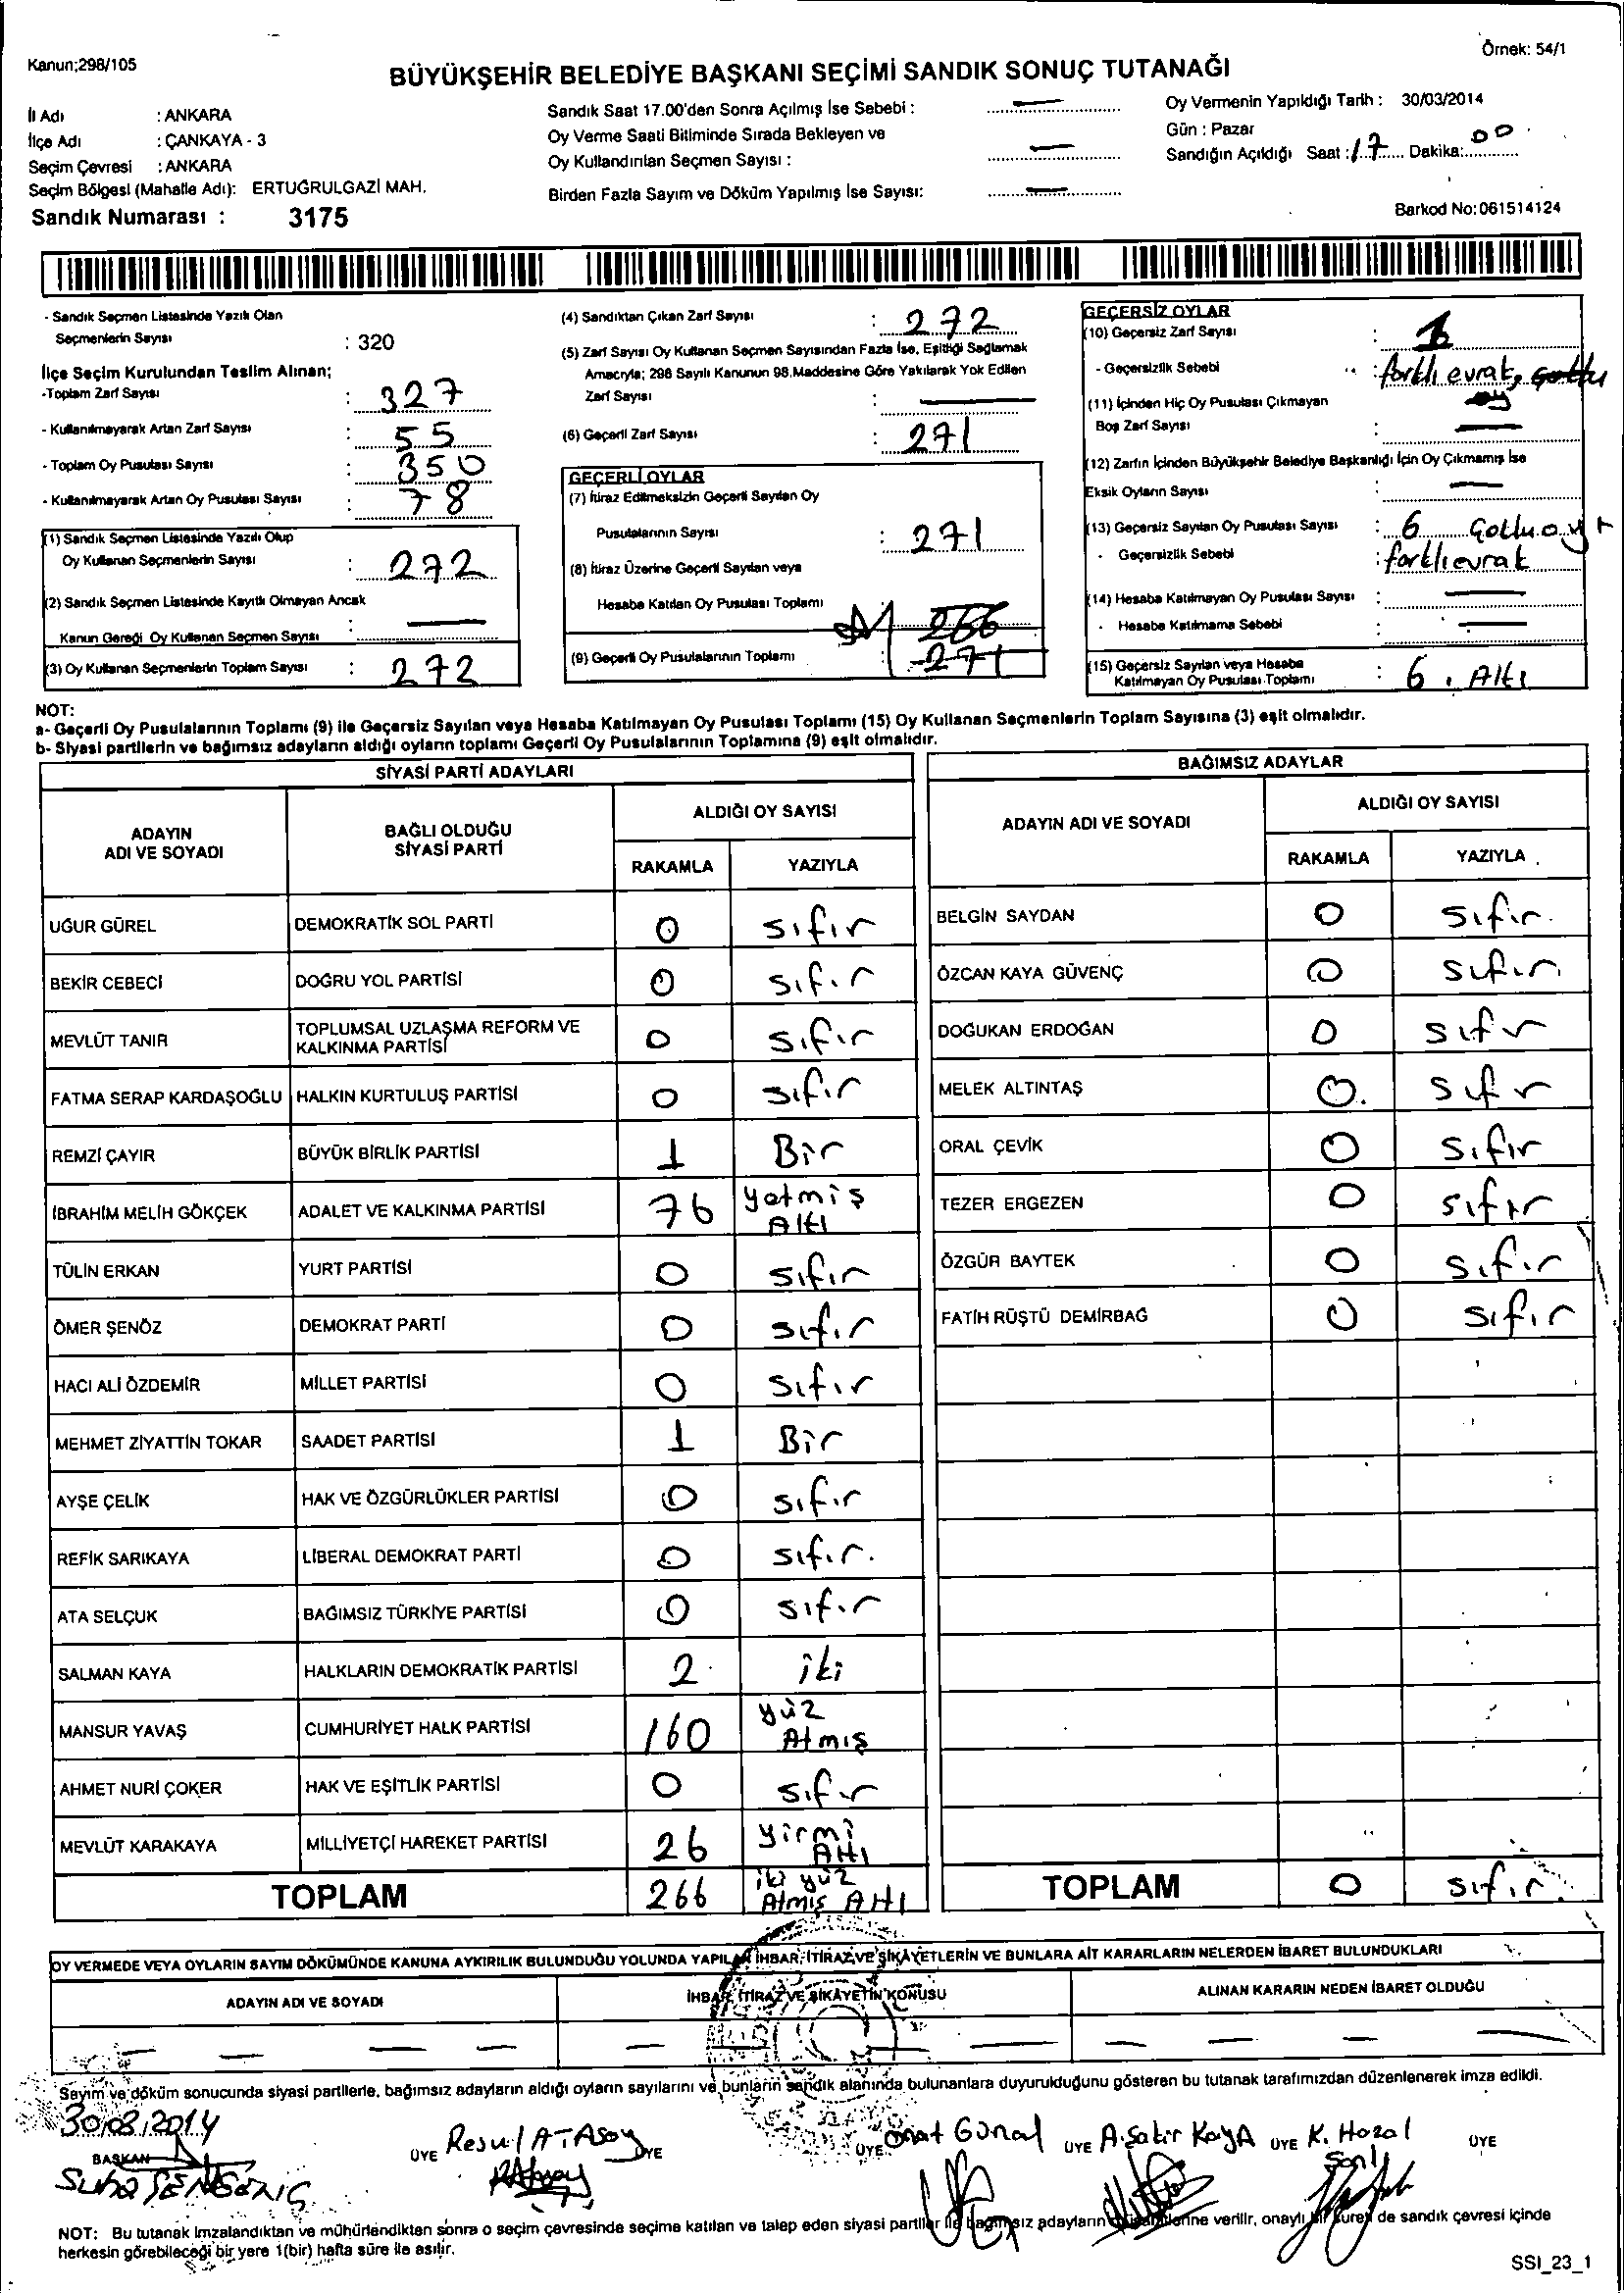 Kanun;298/105
Örnek: 54/1
BÜYÜKŞEHİR BELEDİYE BAŞKANI SEÇİMİ SANDIK SONUÇ TUTANAĞI
İl Adı : ANKARA
İlçe Adı : ÇANKAYA - 3
Seçim Çevresi : ANKARA
Seçim Bölgesi (Mahalle Adı): ERTUĞRULGAZİ MAH.
Sandık Numarası : 3175
Sandık Saat 17.00'den Sonra Açılmış İse Sebebi : —
Oy Verme Saati Bitiminde Sırada Bekleyen ve
Oy Kullandırılan Seçmen Sayısı : —
Birden Fazla Sayım ve Döküm Yapılmış İse Sayısı: —
Oy Vermenin Yapıldığı Tarih : 30/03/2014
Gün : Pazar
Sandığın Açıldığı Saat : 17 Dakika: 00
Barkod No:061514124
- Sandık Seçmen Listesinde Yazılı Olan
Seçmenlerin Sayısı : 320
İlçe Seçim Kurulundan Teslim Alınan;
-Toplam Zarf Sayısı : 327
- Kullanılmayarak Artan Zarf Sayısı : 55
- Toplam Oy Pusulası Sayısı : 350
- Kullanılmayarak Artan Oy Pusulası Sayısı : 78
(1) Sandık Seçmen Listesinde Yazılı Olup
Oy Kullanan Seçmenlerin Sayısı : 272
(2) Sandık Seçmen Listesinde Kayıtlı Olmayan Ancak
Kanun Gereği Oy Kullanan Seçmen Sayısı : —
(3) Oy Kullanan Seçmenlerin Toplam Sayısı : 272
(4) Sandıktan Çıkan Zarf Sayısı : 272
(5) Zarf Sayısı Oy Kullanan Seçmen Sayısından Fazla İse, Eşitliği Sağlamak
Amacıyla; 298 Sayılı Kanunun 98.Maddesine Göre Yakılarak Yok Edilen
Zarf Sayısı : —
(6) Geçerli Zarf Sayısı : 271
GEÇERLİ OYLAR
(7) İtiraz Edilmeksizin Geçerli Sayılan Oy
Pusulalarının Sayısı : 271
(8) İtiraz Üzerine Geçerli Sayılan veya
Hesaba Katılan Oy Pusulası Toplamı 266
(9) Geçerli Oy Pusulalarının Toplamı : 271
GEÇERSİZ OYLAR
(10) Geçersiz Zarf Sayısı :
- Geçersizlik Sebebi : farklı evrat,
(11) İçinden Hiç Oy Pusulası Çıkmayan
Boş Zarf Sayısı : —
(12) Zarfın İçinden Büyükşehir Belediye Başkanlığı İçin Oy Çıkmamış İse
Eksik Oyların Sayısı : —
(13) Geçersiz Sayılan Oy Pusulası Sayısı : 6
- Geçersizlik Sebebi : farklı evrak
(14) Hesaba Katılmayan Oy Pusulası Sayısı : —
- Hesaba Katılmama Sebebi : —
(15) Geçersiz Sayılan veya Hesaba
Katılmayan Oy Pusulası Toplamı : 6. Altı
NOT:
a- Geçerli Oy Pusulalarının Toplamı (9) ile Geçersiz Sayılan veya Hesaba Katılmayan Oy Pusulası Toplamı (15) Oy Kullanan Seçmenlerin Toplam Sayısına (3) eşit olmalıdır.
b- Siyasi partilerin ve bağımsız adayların aldığı oyların toplamı Geçerli Oy Pusulalarının Toplamına (9) eşit olmalıdır.
SİYASİ PARTİ ADAYLARI
ADAYIN ADI VE SOYADI BAĞLI OLDUĞU SİYASİ PARTİ ALDIĞI OY SAYISI
RAKAMLA YAZIYLA
UĞUR GÜREL DEMOKRATİK SOL PARTİ 0 sıfır
BEKİR CEBECİ DOĞRU YOL PARTİSİ 0 sıfır
MEVLÜT TANIR TOPLUMSAL UZLAŞMA REFORM VE KALKINMA PARTİSİ 0 sıfır
FATMA SERAP KARDAŞOĞLU HALKIN KURTULUŞ PARTİSİ 0 sıfır
REMZİ ÇAYIR BÜYÜK BİRLİK PARTİSİ 1 Bir
İBRAHİM MELİH GÖKÇEK ADALET VE KALKINMA PARTİSİ 76 yetmiş Altı
TÜLİN ERKAN YURT PARTİSİ 0 sıfır
ÖMER ŞENÖZ DEMOKRAT PARTİ 0 sıfır
HACI ALİ ÖZDEMİR MİLLET PARTİSİ 0 sıfır
MEHMET ZİYATTİN TOKAR SAADET PARTİSİ 1 Bir
AYŞE ÇELİK HAK VE ÖZGÜRLÜKLER PARTİSİ 0 sıfır
REFİK SARIKAYA LİBERAL DEMOKRAT PARTİ 0 sıfır.
ATA SELÇUK BAĞIMSIZ TÜRKİYE PARTİSİ 0 sıfır
SALMAN KAYA HALKLARIN DEMOKRATİK PARTİSİ 2 iki
MANSUR YAVAŞ CUMHURİYET HALK PARTİSİ 160 yüz Atmış
AHMET NURİ ÇOKER HAK VE EŞİTLİK PARTİSİ 0 sıfır
MEVLÜT KARAKAYA MİLLİYETÇİ HAREKET PARTİSİ 26 yirmi Altı
TOPLAM 266 iki yüz Atmış Altı
BAĞIMSIZ ADAYLAR
ADAYIN ADI VE SOYADI ALDIĞI OY SAYISI
RAKAMLA YAZIYLA
BELGİN SAYDAN 0 sıfır
ÖZCAN KAYA GÜVENÇ 0 sıfır
DOĞUKAN ERDOĞAN 0 sıfır
MELEK ALTINTAŞ 0. sıfır
ORAL ÇEVİK 0 sıfır
TEZER ERGEZEN 0 sıfır
ÖZGÜR BAYTEK 0 sıfır
FATİH RÜŞTÜ DEMİRBAĞ 0 sıfır
TOPLAM 0 sıfır
OY VERMEDE VEYA OYLARIN SAYIM DÖKÜMÜNDE KANUNA AYKIRILIK BULUNDUĞU YOLUNDA YAPILAN İHBAR, İTİRAZ VE ŞİKÂYETLERİN VE BUNLARA AİT KARARLARIN NELERDEN İBARET BULUNDUKLARI
ADAYIN ADI VE SOYADI İHBAR, İTİRAZ VE ŞİKÂYETİN KONUSU ALINAN KARARIN NEDEN İBARET OLDUĞU
Sayım ve döküm sonucunda siyasi partilerle, bağımsız adayların aldığı oyların sayılarını ve bunların sandık alanında bulunanlara duyurukduğunu gösteren bu tutanak tarafımızdan düzenlenerek imza edildi.
30/03/2014
BAŞKAN ÜYE Resul ATASoy ÜYE ÜYE Günal ÜYE A.Şakir KAYA ÜYE K. Hazal ÜYE
NOT: Bu tutanak imzalandıktan ve mühürlendikten sonra o seçim çevresinde seçime katılan ve talep eden siyasi partiler ile bağımsız adayların verilir, onaylı bir sureti de sandık çevresi içinde
herkesin görebileceği bir yere 1(bir) hafta süre ile asılır.
SSI_23_1